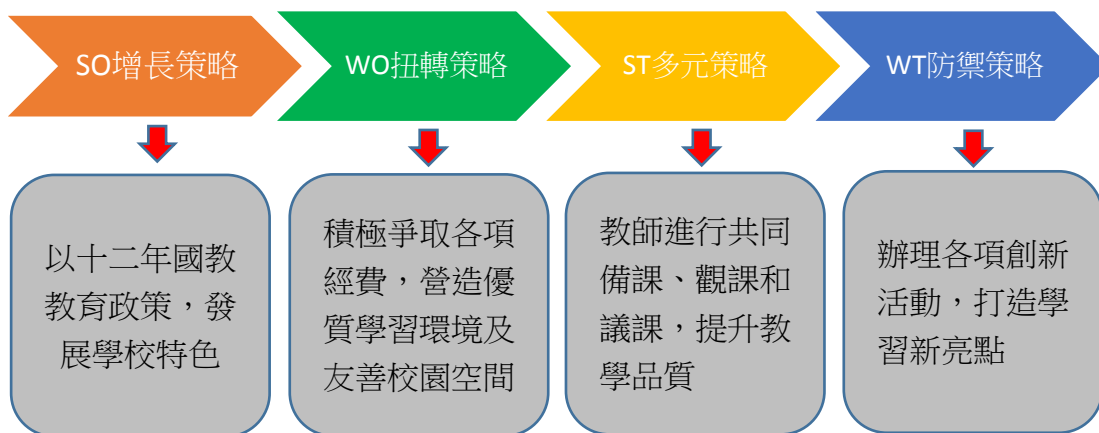 SO增長策略
WO扭轉策略
ST多元策略
WT防禦策略
以十二年國教
教育政策，發
展學校特色
積極爭取各項
經費，營造優
質學習環境及
友善校園空間
教師進行共同
備課、觀課和
議課，提升教
學品質
辦理各項創新
活動，打造學
習新亮點